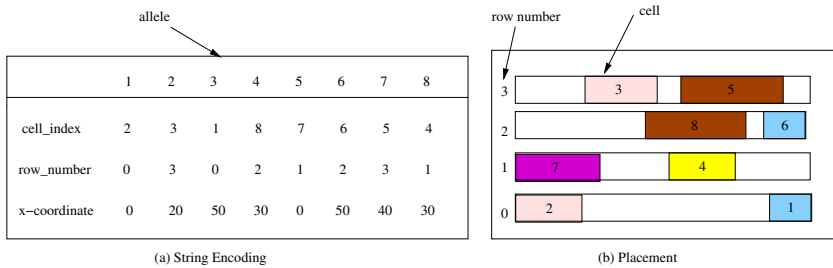 allele
1 2 3 4 5 6 7 8
cell_index 2 3 1 8 7 6 5 4
row_number 0 3 0 2 1 2 3 1
x−coordinate 0 20 50 30 0 50 40 30
(a) String Encoding
row number
cell
3 3 5
2 8 6
1 7 4
0 2 1
(b) Placement